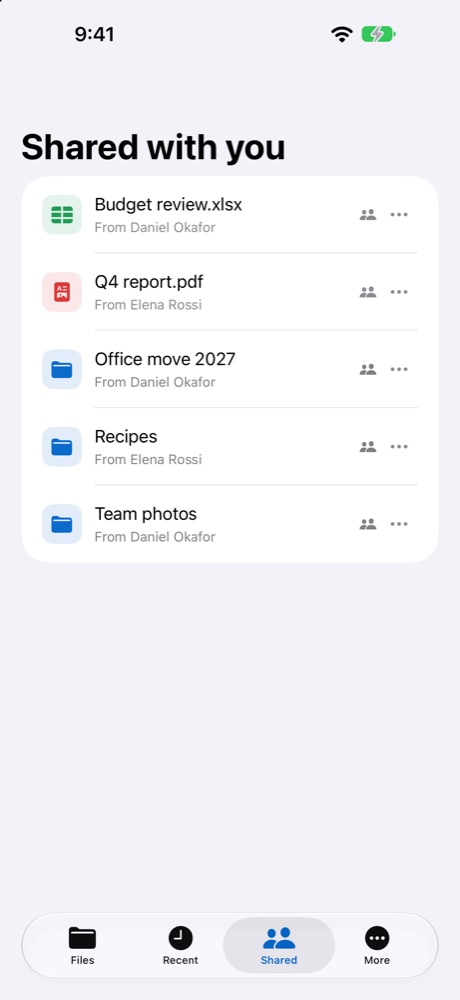 9:41
Shared with you
Budget review.xlsx
From Daniel Okafor
Q4 report.pdf
From Elena Rossi
Office move 2027
From Daniel Okafor
Recipes
From Elena Rossi
Team photos
From Daniel Okafor
Files
Recent
Shared
More